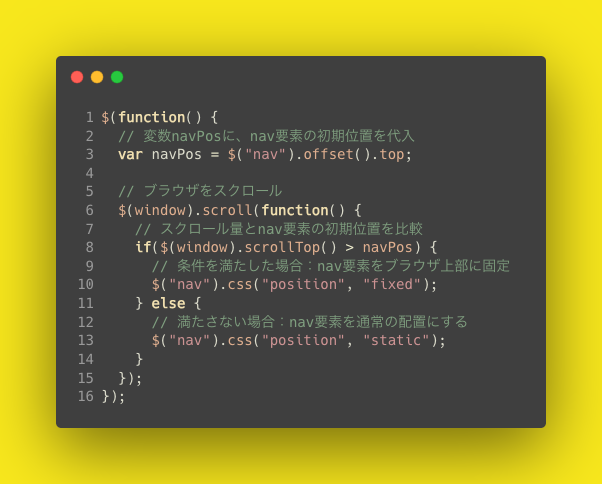 1 $(function() {
2   // 変数navPosに、nav要素の初期位置を代入
3   var navPos = $("nav").offset().top;
4
5   // ブラウザをスクロール
6   $(window).scroll(function() {
7     // スクロール量とnav要素の初期位置を比較
8     if($(window).scrollTop() > navPos) {
9       // 条件を満たした場合：nav要素をブラウザ上部に固定
10       $("nav").css("position", "fixed");
11     } else {
12       // 満たさない場合：nav要素を通常の配置にする
13       $("nav").css("position", "static");
14     }
15   });
16 });